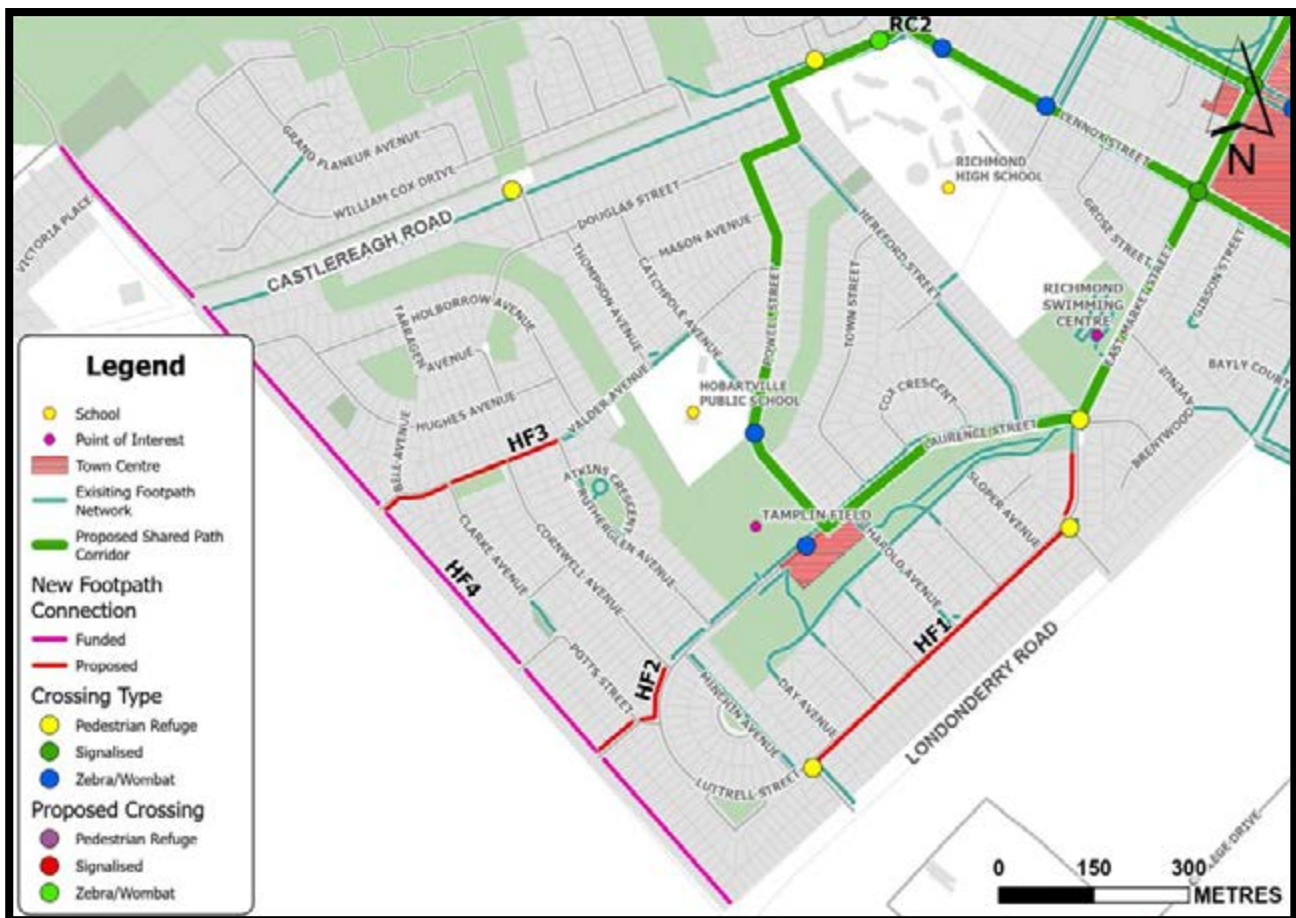 RC2
GRAND PLANEUR AVENUE
WILLIAM COX DRIVE
CASTLEREAGH ROAD
VICTORIA PLACE
DOUGLAS STREET
MASON AVENUE
THOMPSON AVENUE
CATCHPOLE AVENUE
HOLBORROW AVENUE
TARRAGEN AVENUE
HUGHES AVENUE
BELE AVENUE
VALDER AVENUE
HF3
HOBARTVILLE
PUBLIC SCHOOL
TOWN STREET
HEREFORD STREET
RICHMOND
HIGH SCHOOL
LENNOX STREET
N
GROSE STREET
GIBSON STREET
RICHMOND
SWIMMING
CENTRE
EAST MARKET STREET
BAYLY COURT
BRENYWOOD AVENUE
COX CRESCENT
LAURENCE STREET
SLOPER AVENUE
TAMPLIN FIELD
HAROLD AVENUE
ATKINS CRESCENT
RUTHERGLEN AVENUE
CORNWELL AVENUE
CLARKE AVENUE
HF4
POTTS STREET
HF2
MINCHIN AVENUE
DAY AVENUE
HF1
LUTTRELL STREET
LONDONDERRY ROAD
Legend
School
Point of Interest
Town Centre
Exisiting Footpath
Network
Proposed Shared Path
Corridor
New Footpath
Connection
Funded
Proposed
Crossing Type
Pedestrian Refuge
Signalised
Zebra/Wombat
Proposed Crossing
Pedestrian Refuge
Signalised
Zebra/Wombat
DRIVE
0 150 300
METRES